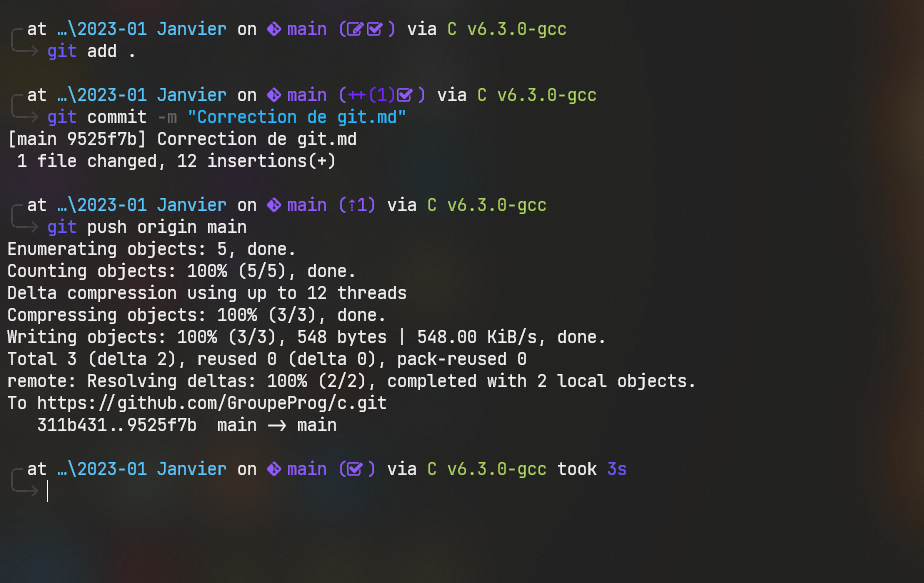 at …\2023-01 Janvier on main ( ) via C v6.3.0-gcc
git add .
at …\2023-01 Janvier on main (++(1) ) via C v6.3.0-gcc
git commit -m "Correction de git.md"
[main 9525f7b] Correction de git.md
1 file changed, 12 insertions(+)
at …\2023-01 Janvier on main (↑1) via C v6.3.0-gcc
git push origin main
Enumerating objects: 5, done.
Counting objects: 100% (5/5), done.
Delta compression using up to 12 threads
Compressing objects: 100% (3/3), done.
Writing objects: 100% (3/3), 548 bytes | 548.00 KiB/s, done.
Total 3 (delta 2), reused 0 (delta 0), pack-reused 0
remote: Resolving deltas: 100% (2/2), completed with 2 local objects.
To https://github.com/GroupeProg/c.git
311b431..9525f7b main -> main
at …\2023-01 Janvier on main ( ) via C v6.3.0-gcc took 3s